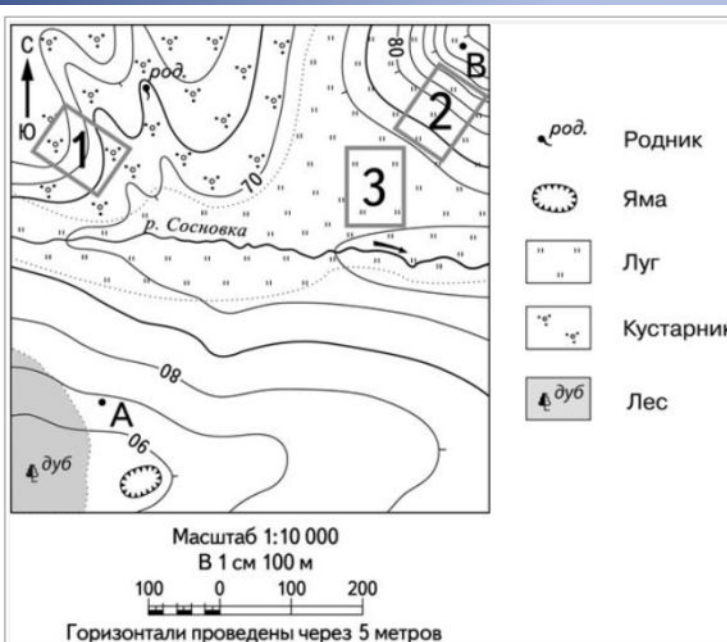 С
Ю
род.
1
80
В
2
3
70
р. Сосновка
80
А
90
дуб
род. Родник
Яма
Луг
Кустарник
дуб Лес
Масштаб 1:10 000
В 1 см 100 м
100 0 100 200
Горизонтали проведены через 5 метров